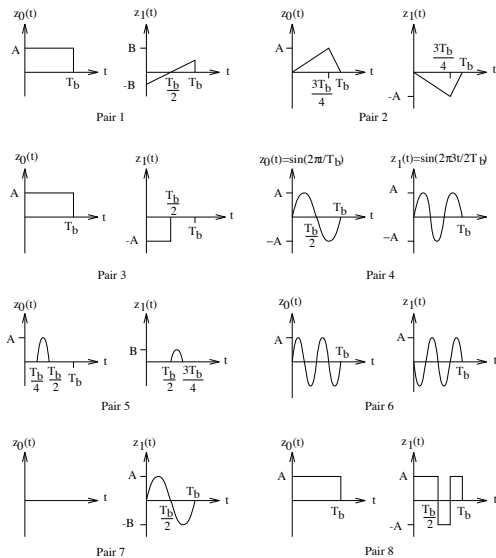 z0(t)
A
Tb
t
z1(t)
B
-B
Tb/2
Tb
t
Pair 1
z0(t)
A
3Tb/4
Tb
t
z1(t)
3Tb/4
Tb
t
-A
Pair 2
z0(t)
A
Tb
t
z1(t)
Tb/2
Tb
t
-A
Pair 3
z0(t)=sin(2πt/Tb)
A
−A
Tb/2
Tb
t
z1(t)=sin(2π3t/2Tb)
A
−A
Tb
t
Pair 4
z0(t)
A
Tb/4
Tb/2
Tb
t
z1(t)
B
Tb/2
3Tb/4
t
Pair 5
z0(t)
A
Tb
t
z1(t)
A
Tb
t
Pair 6
z0(t)
t
z1(t)
A
-B
Tb/2
Tb
t
Pair 7
z0(t)
A
Tb
t
z1(t)
A
-A
Tb/2
Tb
t
Pair 8